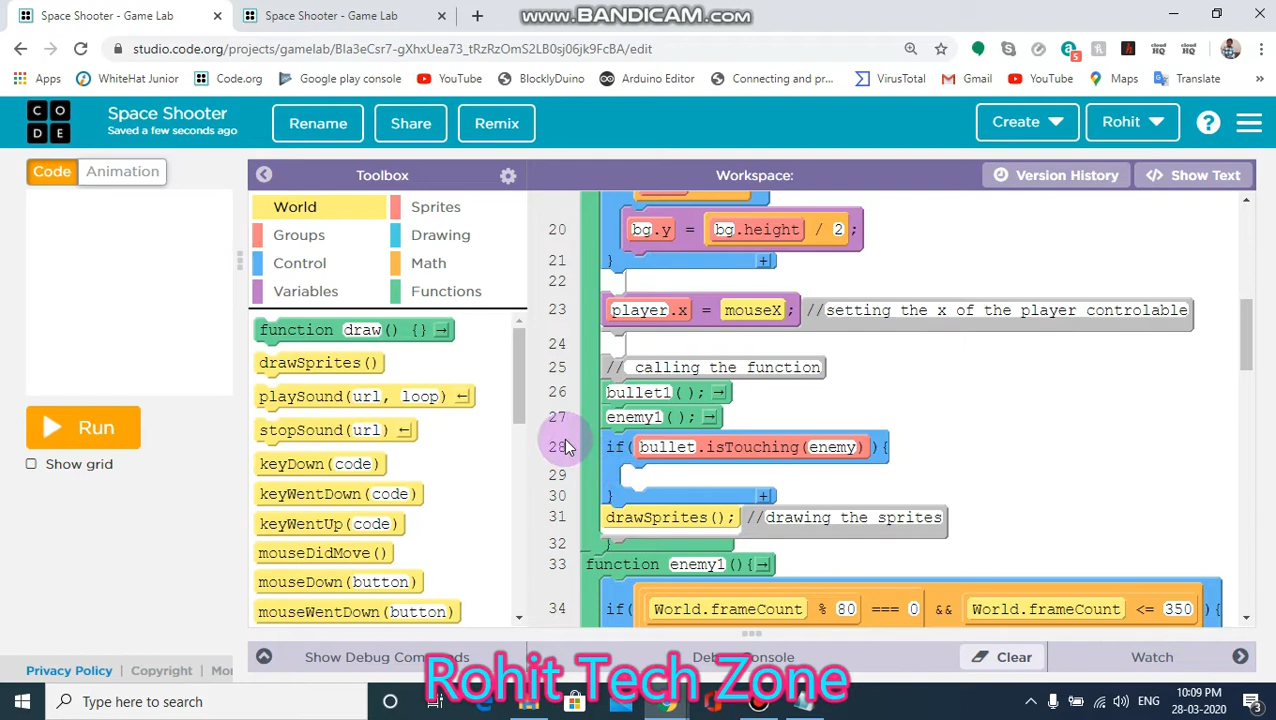 Space Shooter - Game Lab
Space Shooter - Game Lab
www.BANDICAM.com
studio.code.org/projects/gamelab/BIa3eCsr7-gXhxUea73_tRzRzOmS2LB0sj06jk9FcBA/edit
Apps
WhiteHat Junior
Code.org
Google play console
YouTube
BlocklyDuino
Arduino Editor
Connecting and pr...
VirusTotal
Gmail
YouTube
Maps
Translate
C O D E
Space Shooter
Saved a few seconds ago
Rename
Share
Remix
Create
Rohit
Code
Animation
Toolbox
Workspace:
Version History
Show Text
World
Sprites
Groups
Drawing
Control
Math
Variables
Functions
function draw() {}
drawSprites()
playSound(url, loop)
stopSound(url)
keyDown(code)
keyWentDown(code)
keyWentUp(code)
mouseDidMove()
mouseDown(button)
mouseWentDown(button)
Run
Show grid
20 bg.y = bg.height / 2 ;
21 }
22
23 player.x = mouseX ; //setting the x of the player controlable
24
25 // calling the function
26 bullet1();
27 enemy1();
28 if( bullet.isTouching(enemy) ){
29
30 }
31 drawSprites(); //drawing the sprites
32 }
33 function enemy1(){
34 if( World.frameCount % 80 === 0 && World.frameCount <= 350 ){
Privacy Policy | Copyright |
Show Debug
Clear
Watch
Rohit Tech Zone
Type here to search
ENG
10:09 PM
28-03-2020
3